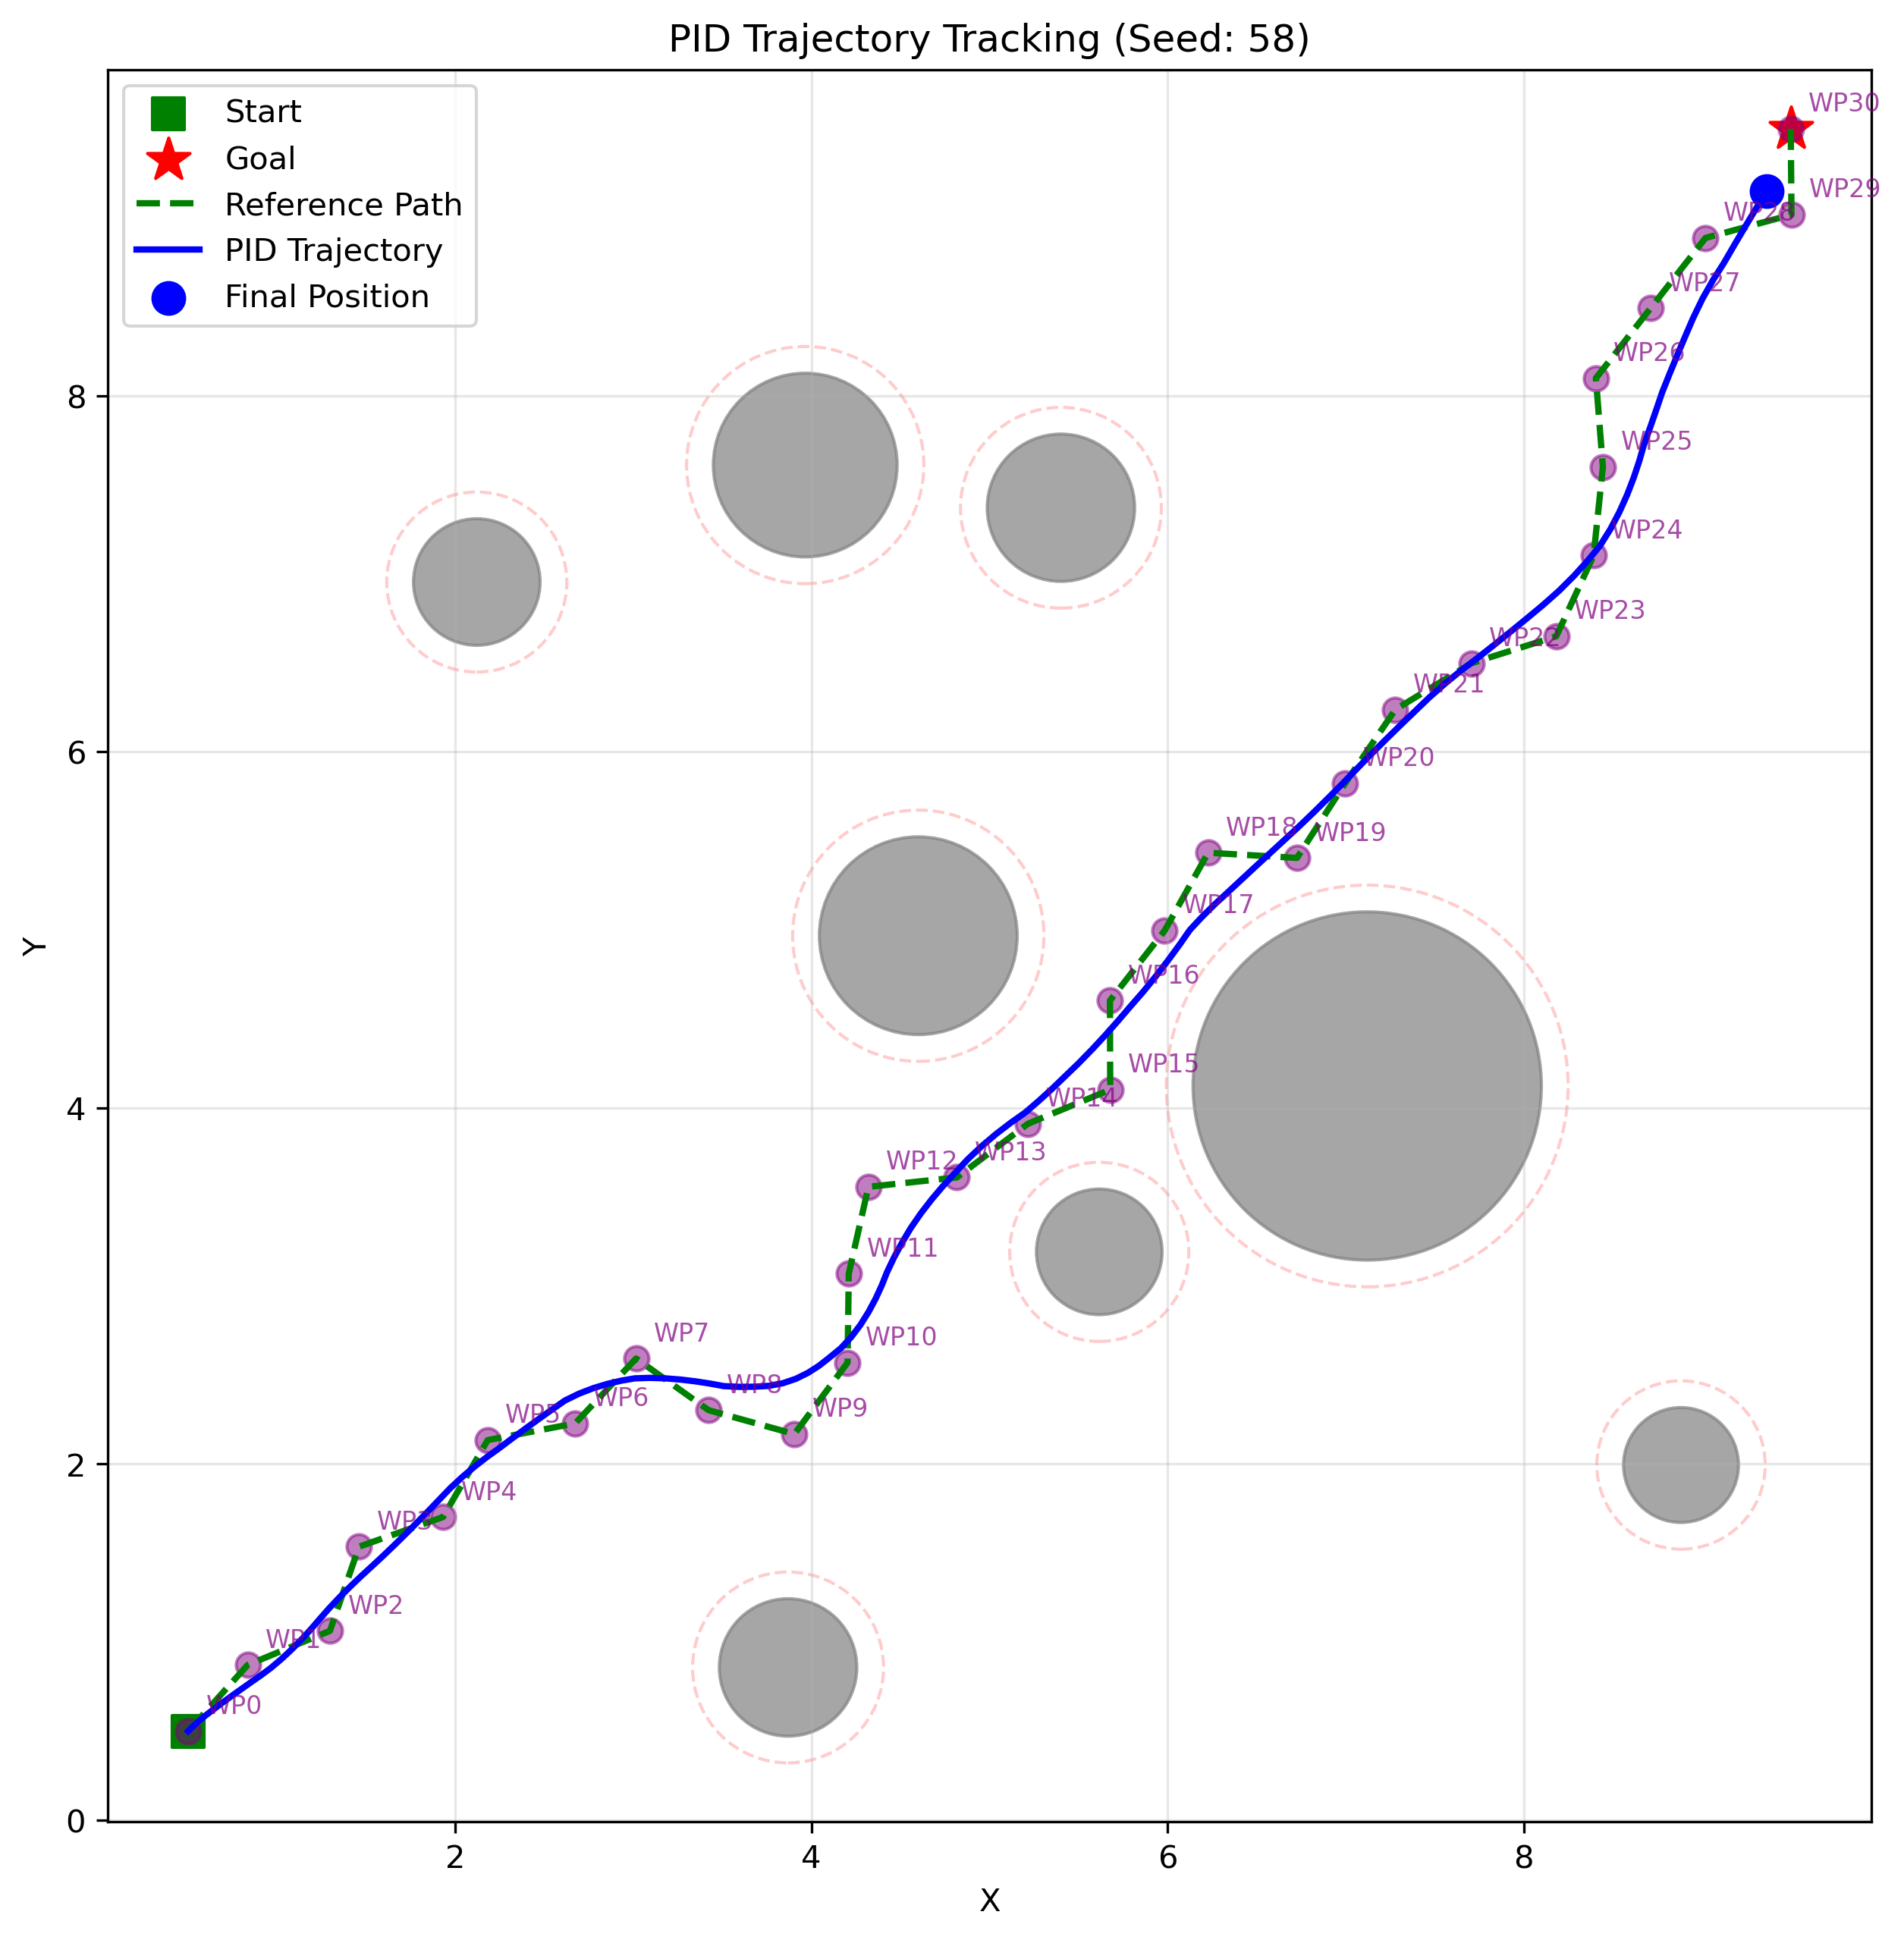 PID Trajectory Tracking (Seed: 58)
Start
Goal
Reference Path
PID Trajectory
Final Position
WP30
WP29
WP28
WP27
WP26
WP25
WP24
WP23
WP22
WP21
WP20
WP19
WP18
WP17
WP16
WP15
WP14
WP13
WP12
WP11
WP10
WP9
WP8
WP7
WP6
WP5
WP4
WP3
WP2
WP1
WP0
8
6
4
2
0
Y
2
4
6
8
X